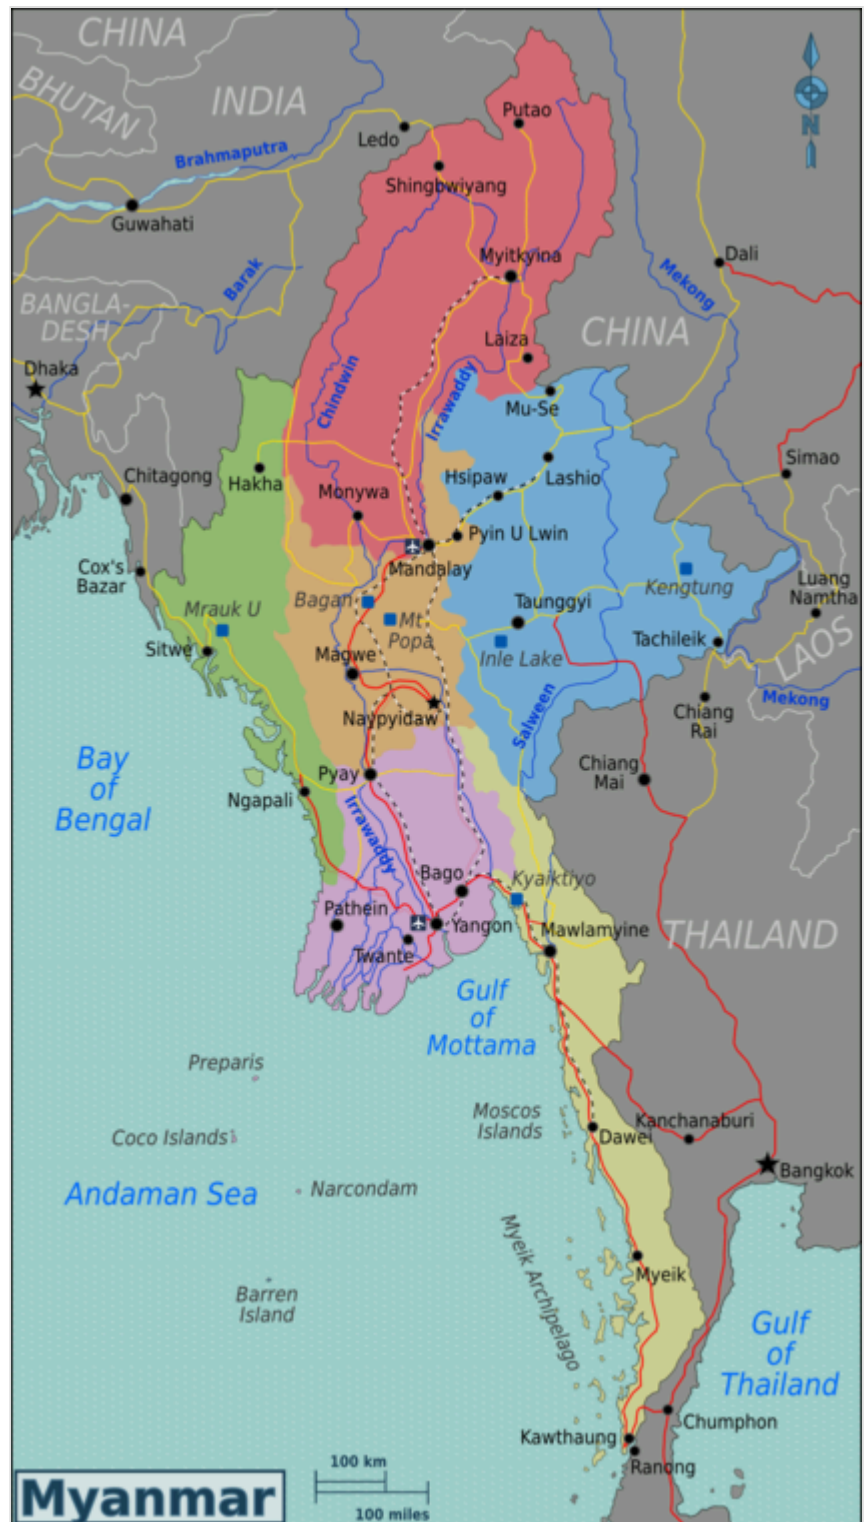 CHINA
BHUTAN
INDIA
Putao
Ledo
Brahmaputra
Shingbwiyang
Guwahati
Myitkyina
Dali
Barak
Mekong
BANGLA-
DESH
CHINA
Laiza
Dhaka
Chindwin
Irrawaddy
Mu-Se
Simao
Chitagong
Hakha
Hsipaw
Lashio
Monywa
Pyin U Lwin
Mandalay
Cox's
Bazar
Kengtung
Luang
Namtha
Bagan
Mrauk U
Mt
Popa
Taunggyi
Tachileik
LAOS
Sitwe
Magwe
Inle Lake
Mekong
Salween
Naypyidaw
Chiang
Rai
Bay
of
Bengal
Pyay
Chiang
Mai
Ngapali
Irrawaddy
Bago
Kyaiktiyo
Pathein
Yangon
Mawlamyine
THAILAND
Twante
Gulf
of
Mottama
Preparis
Moscos
Islands
Kanchanaburi
Coco Islands
Dawei
Bangkok
Andaman Sea
Narcondam
Myeik Archipelago
Myeik
Barren
Island
Gulf
of
Thailand
Chumphon
Kawthaung
Ranong
100 km
100 miles
Myanmar
N